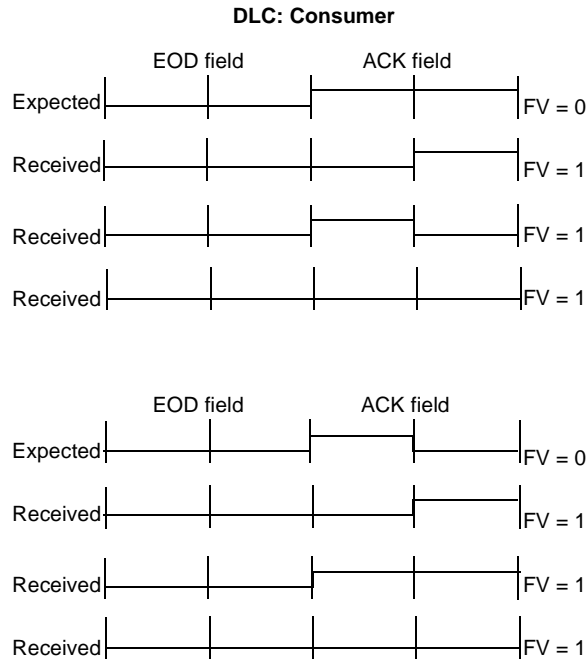 DLC: Consumer
EOD field ACK field
Expected FV = 0
Received FV = 1
Received FV = 1
Received FV = 1
EOD field ACK field
Expected FV = 0
Received FV = 1
Received FV = 1
Received FV = 1